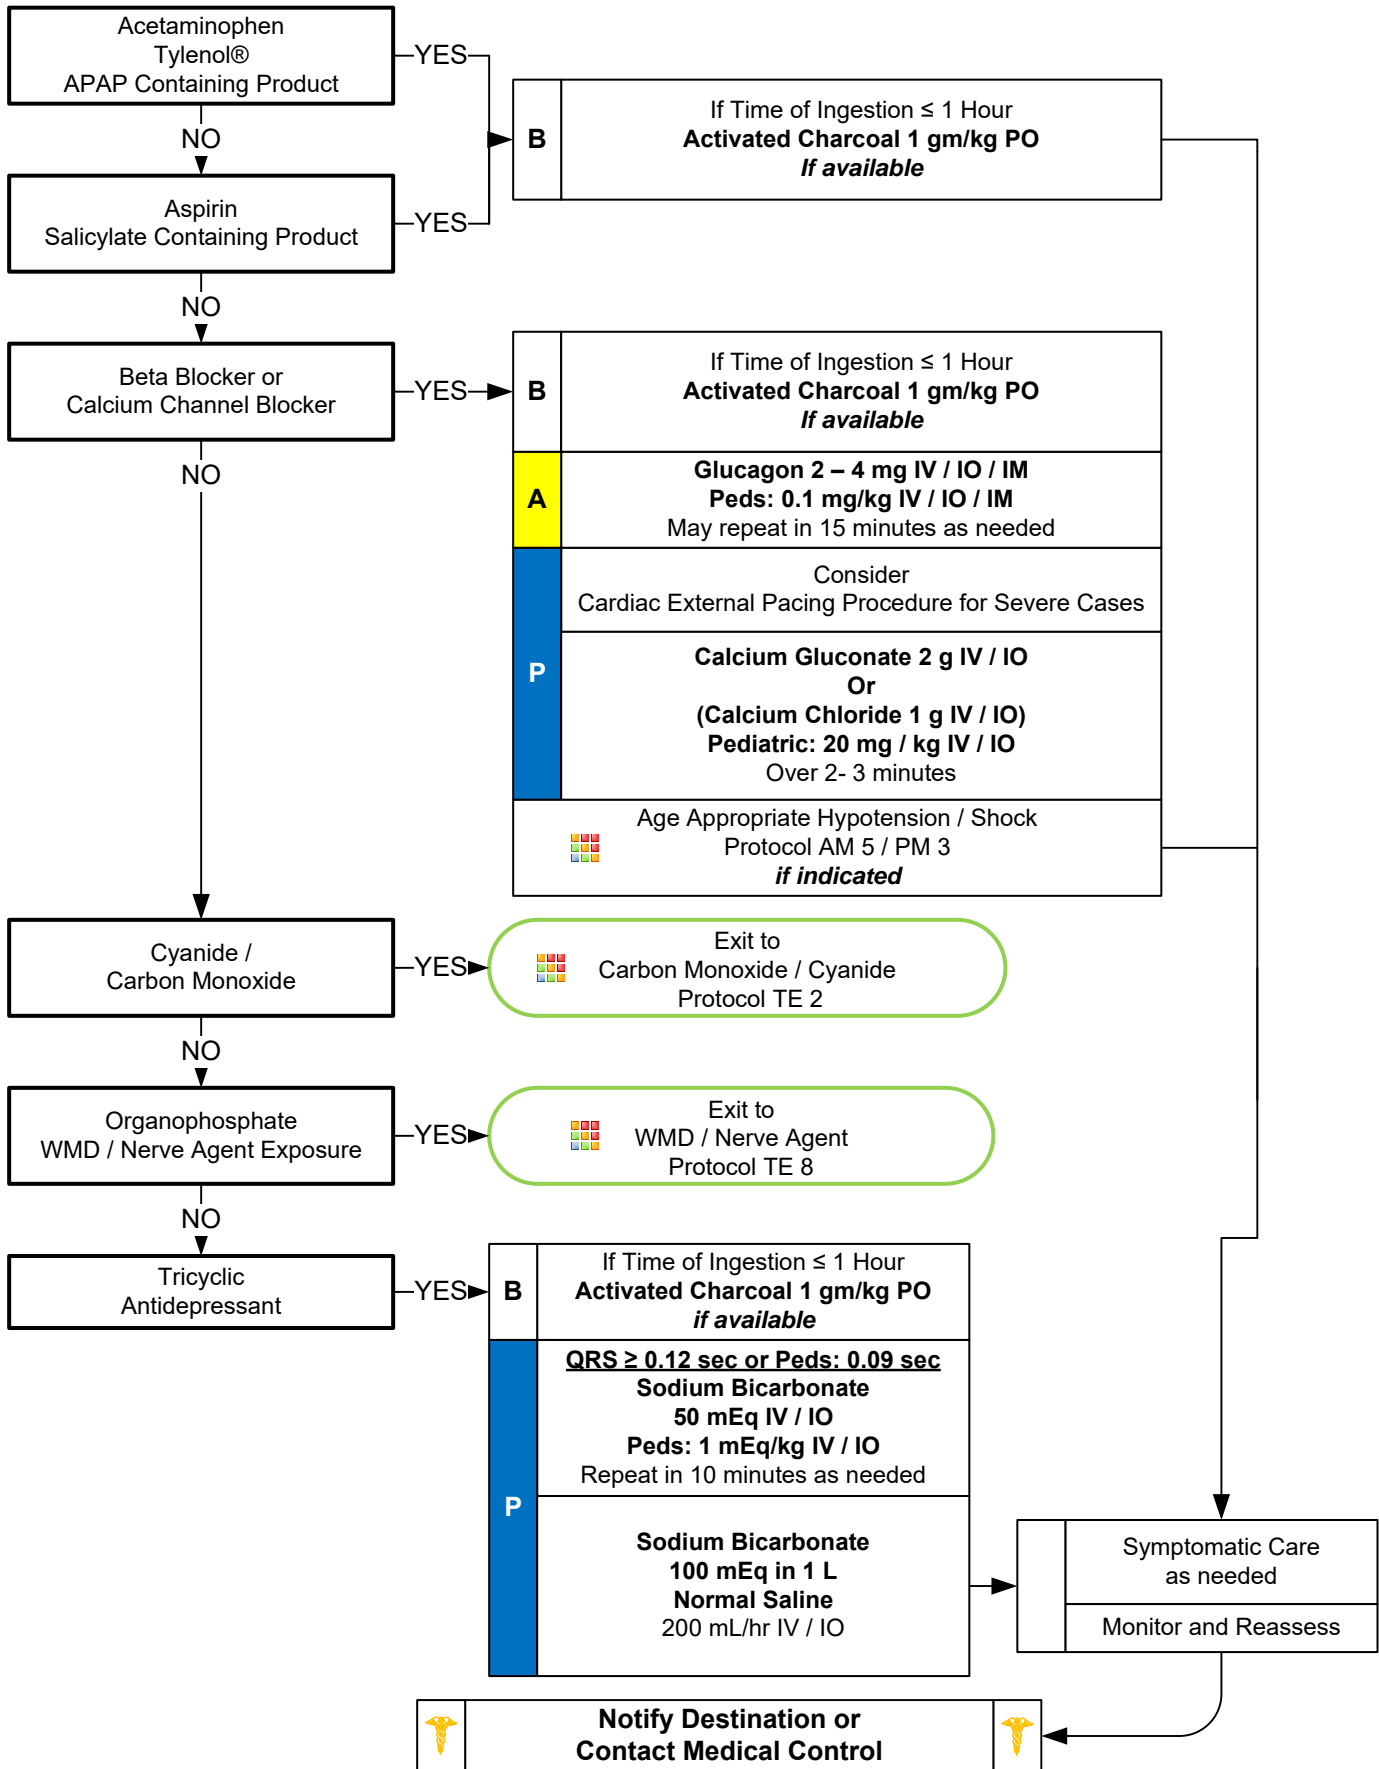 Acetaminophen
Tylenol®
APAP Containing Product
YES
NO
B
If Time of Ingestion ≤ 1 Hour
Activated Charcoal 1 gm/kg PO
If available
Aspirin
Salicylate Containing Product
YES
NO
Beta Blocker or
Calcium Channel Blocker
YES
NO
B
If Time of Ingestion ≤ 1 Hour
Activated Charcoal 1 gm/kg PO
If available
A
Glucagon 2 – 4 mg IV / IO / IM
Peds: 0.1 mg/kg IV / IO / IM
May repeat in 15 minutes as needed
P
Consider
Cardiac External Pacing Procedure for Severe Cases
Calcium Gluconate 2 g IV / IO
Or
(Calcium Chloride 1 g IV / IO)
Pediatric: 20 mg / kg IV / IO
Over 2- 3 minutes
Age Appropriate Hypotension / Shock
Protocol AM 5 / PM 3
if indicated
Cyanide /
Carbon Monoxide
YES
Exit to
Carbon Monoxide / Cyanide
Protocol TE 2
NO
Organophosphate
WMD / Nerve Agent Exposure
YES
Exit to
WMD / Nerve Agent
Protocol TE 8
NO
Tricyclic
Antidepressant
YES
B
If Time of Ingestion ≤ 1 Hour
Activated Charcoal 1 gm/kg PO
if available
P
QRS ≥ 0.12 sec or Peds: 0.09 sec
Sodium Bicarbonate
50 mEq IV / IO
Peds: 1 mEq/kg IV / IO
Repeat in 10 minutes as needed
Sodium Bicarbonate
100 mEq in 1 L
Normal Saline
200 mL/hr IV / IO
Symptomatic Care
as needed
Monitor and Reassess
Notify Destination or
Contact Medical Control